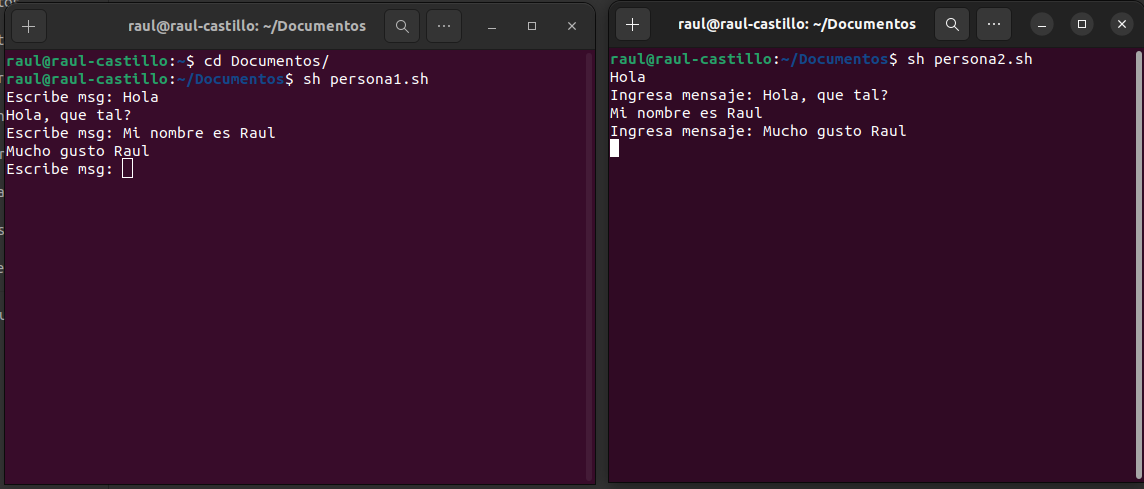 raul@raul-castillo: ~/Documentos
raul@raul-castillo:~$ cd Documentos/
raul@raul-castillo:~/Documentos$ sh persona1.sh
Escribe msg: Hola
Hola, que tal?
Escribe msg: Mi nombre es Raul
Mucho gusto Raul
Escribe msg:
raul@raul-castillo: ~/Documentos
raul@raul-castillo:~/Documentos$ sh persona2.sh
Hola
Ingresa mensaje: Hola, que tal?
Mi nombre es Raul
Ingresa mensaje: Mucho gusto Raul